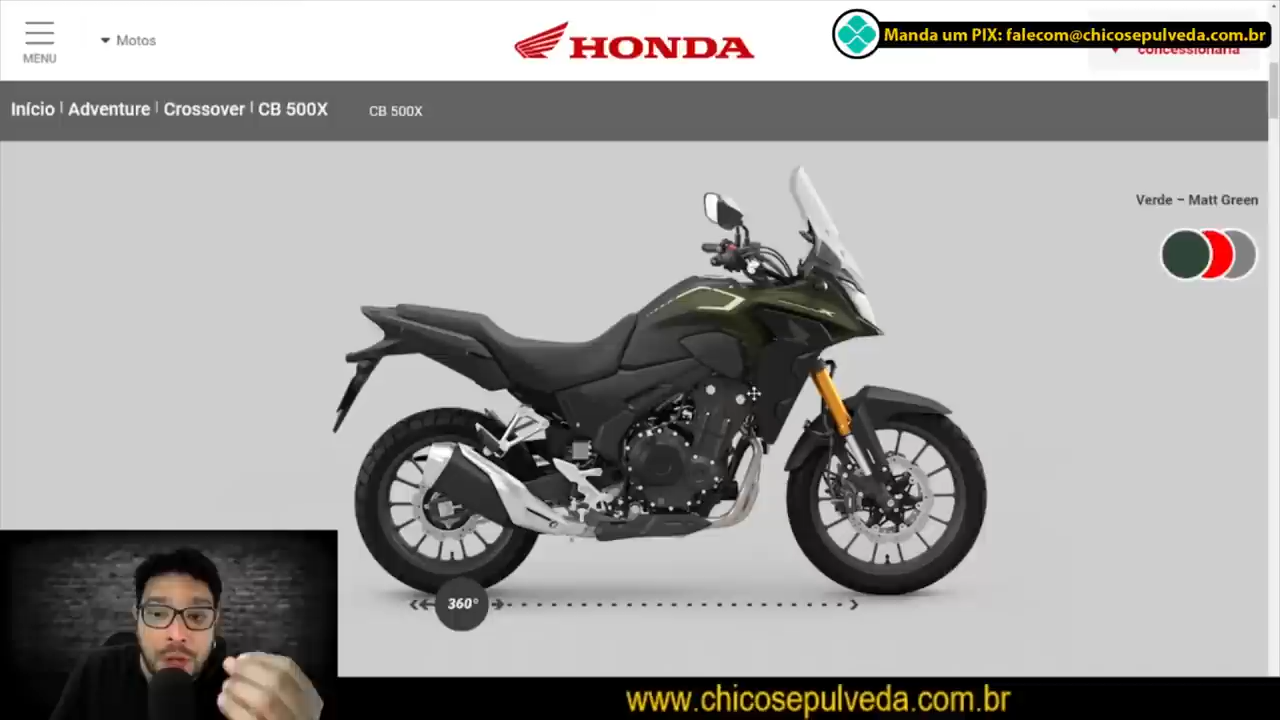 MENU
Motos
HONDA
Manda um PIX: falecom@chicosepulveda.com.br
concessionária
Início | Adventure | Crossover | CB 500X
CB 500X
Verde – Matt Green
360°
www.chicosepulveda.com.br